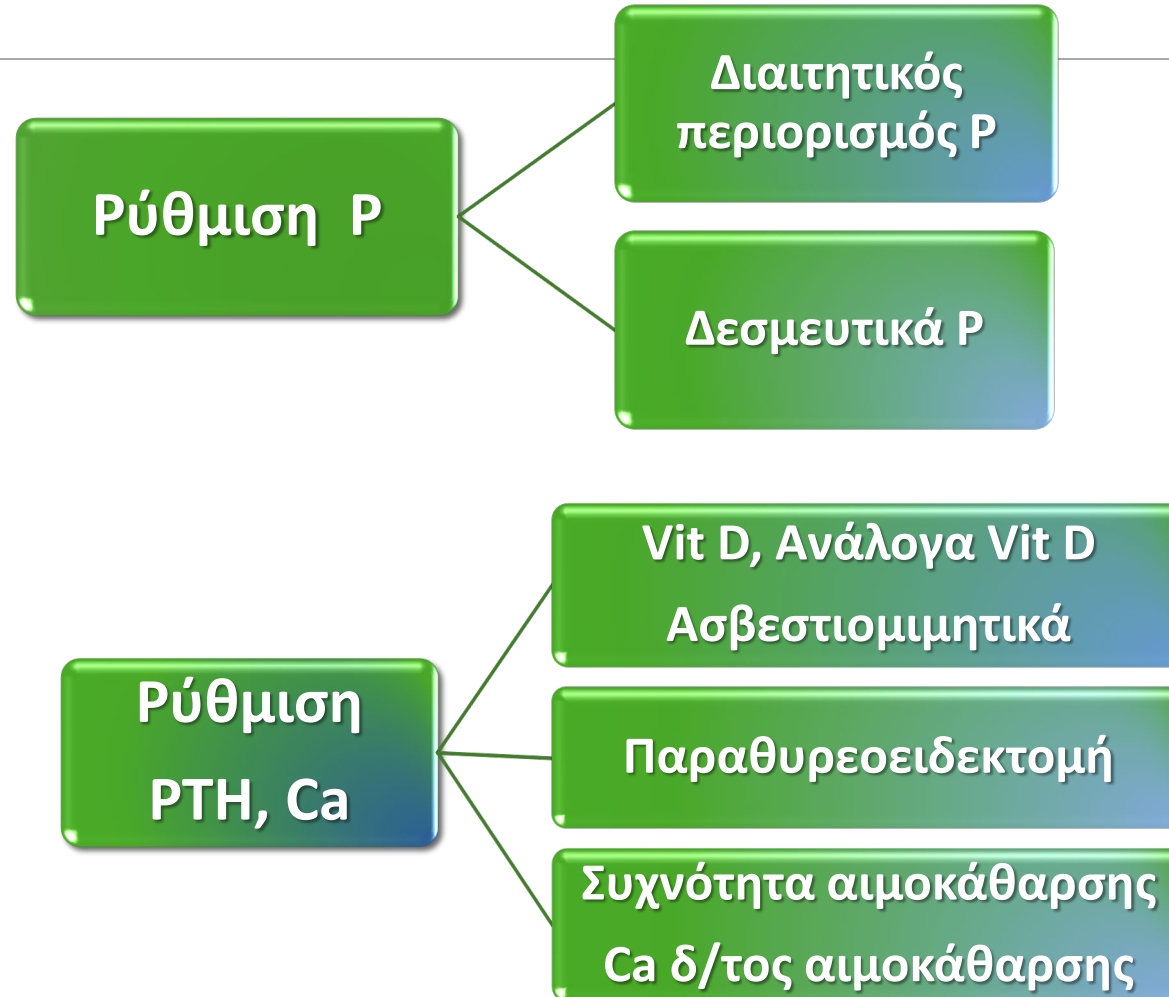 Διαιτητικός
περιορισμός P
Ρύθμιση P
Δεσμευτικά P
Vit D, Ανάλογα Vit D
Ασβεστιομιμητικά
Ρύθμιση
PTH, Ca
Παραθυρεοειδεκτομή
Συχνότητα αιμοκάθαρσης
Ca δ/τος αιμοκάθαρσης